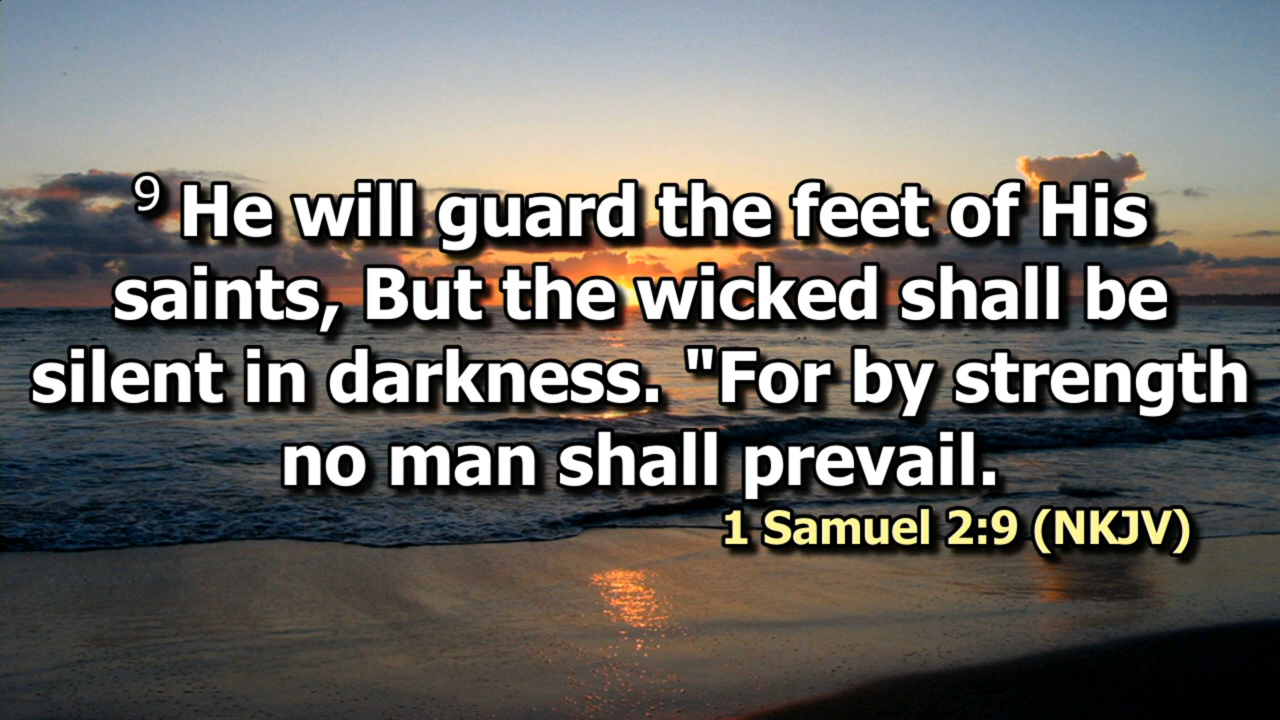 9 He will guard the feet of His
saints, But the wicked shall be
silent in darkness. "For by strength
no man shall prevail.
1 Samuel 2:9 (NKJV)